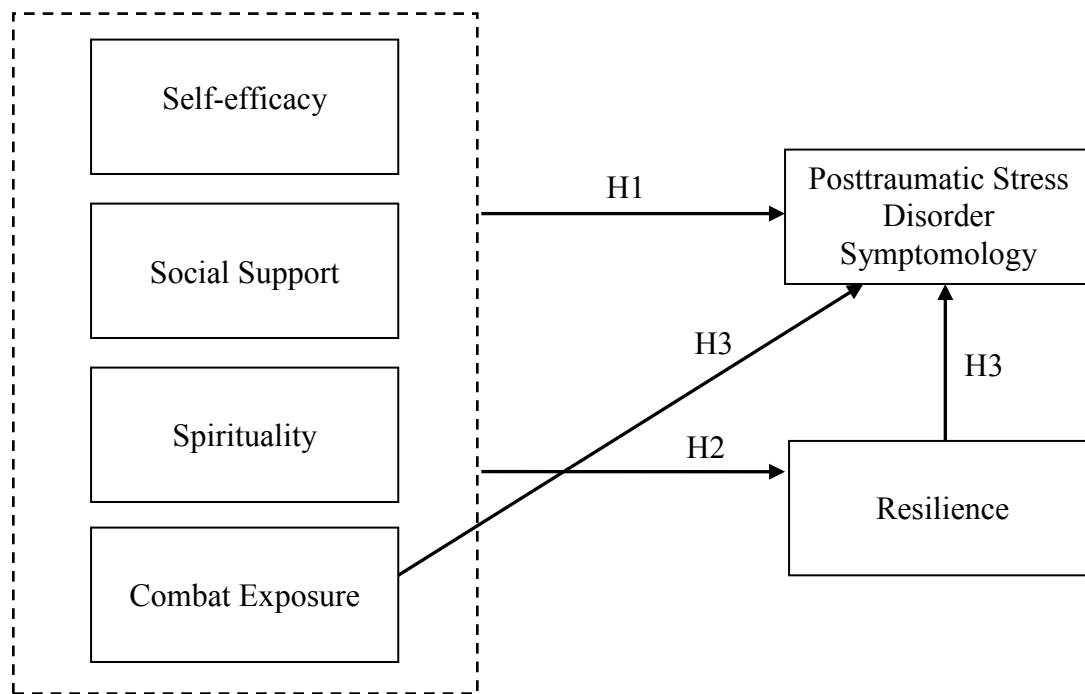 Self-efficacy
Social Support
Spirituality
Combat Exposure
H1
H3
H2
Posttraumatic Stress
Disorder
Symptomology
H3
Resilience